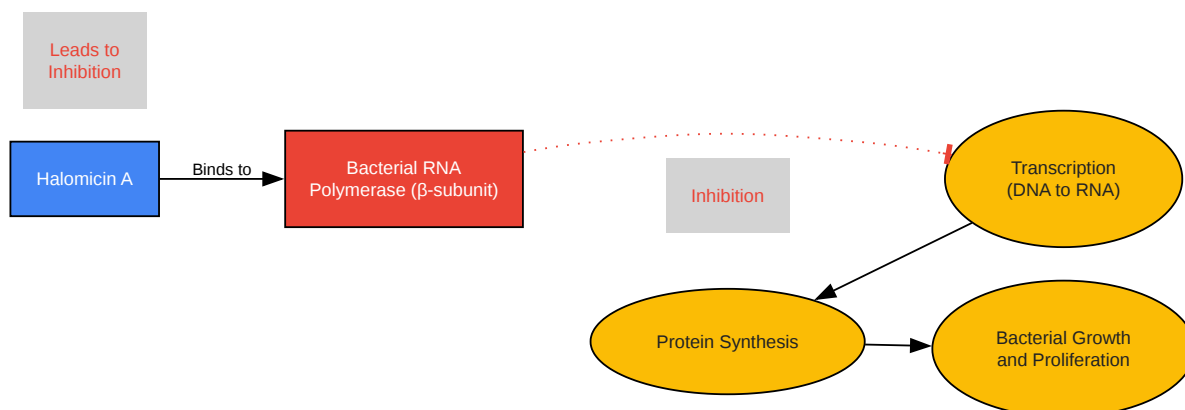 Leads to
Inhibition
Halomicin A
Binds to
Bacterial RNA
Polymerase (β-subunit)
Inhibition
Transcription
(DNA to RNA)
Protein Synthesis
Bacterial Growth
and Proliferation